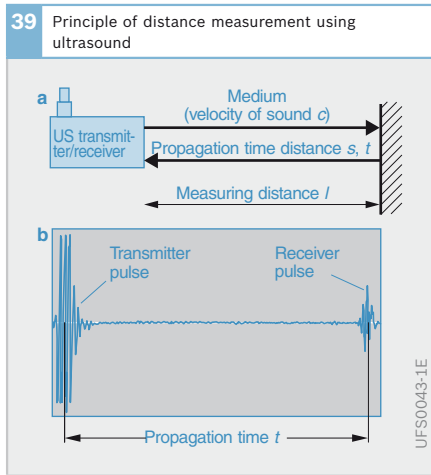 39
Principle of distance measurement using
ultrasound
a
Medium
(velocity of sound c)
US transmit-
ter/receiver
Propagation time distance s, t
Measuring distance l
b
Transmitter
pulse
Receiver
pulse
Propagation time t
UFS0043-1E